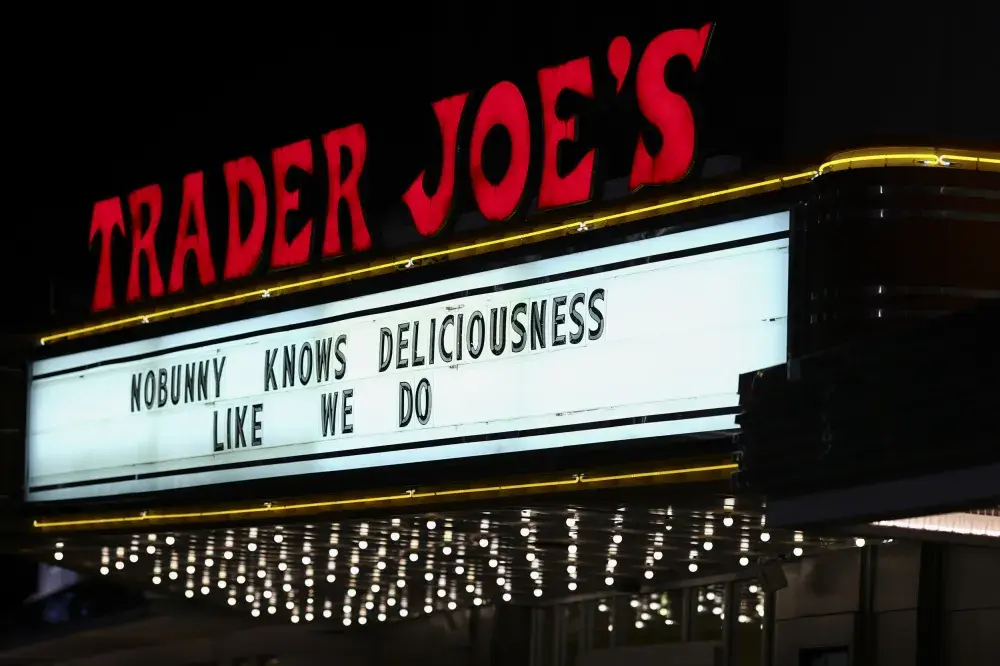 TRADER JOE'S
NOBUNNY KNOWS DELICIOUSNESS
LIKE WE DO